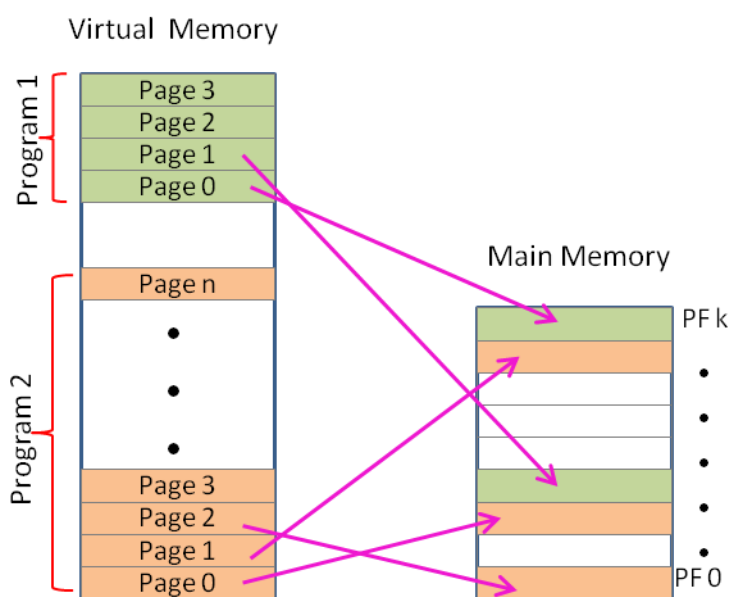 Virtual Memory
Program 1
Page 3
Page 2
Page 1
Page 0
Program 2
Page n
Page 3
Page 2
Page 1
Page 0
Main Memory
PF k
PF 0